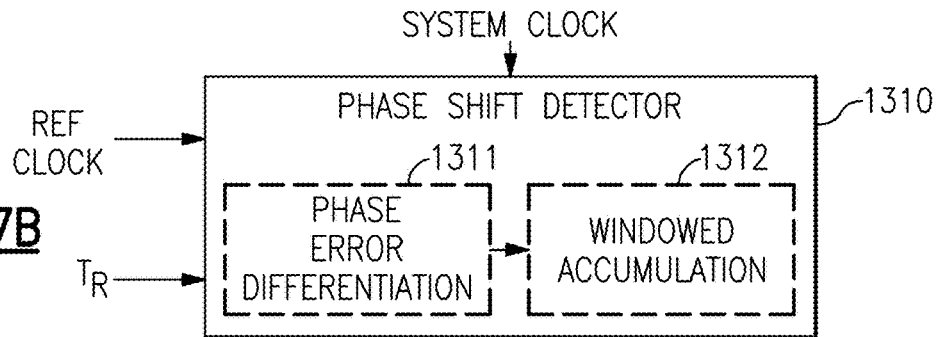 SYSTEM CLOCK
PHASE SHIFT DETECTOR
1310
REF
CLOCK
1311
1312
PHASE
ERROR
DIFFERENTIATION
WINDOWED
ACCUMULATION
7B
TR